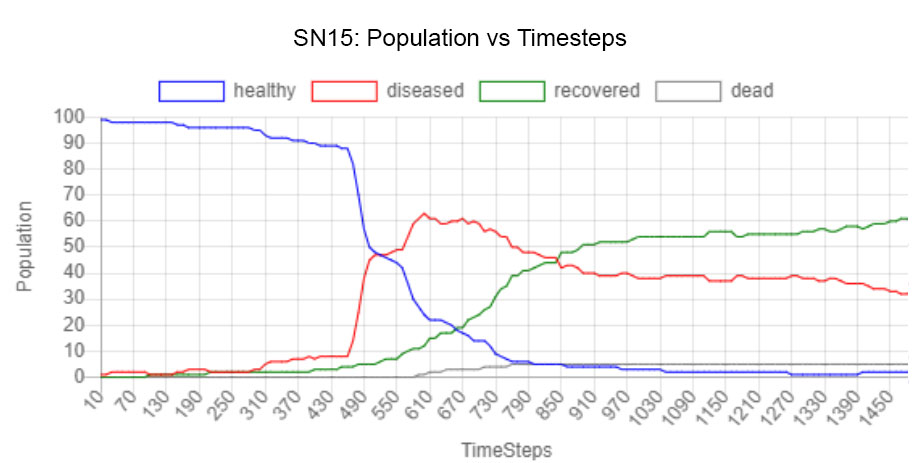 SN15: Population vs Timesteps
healthy diseased recovered dead
100
90
80
70
60
50
40
30
20
10
0
Population
10 70 130 190 250 310 370 430 490 550 610 670 730 790 850 910 970 1030 1090 1150 1210 1270 1330 1390 1450
TimeSteps